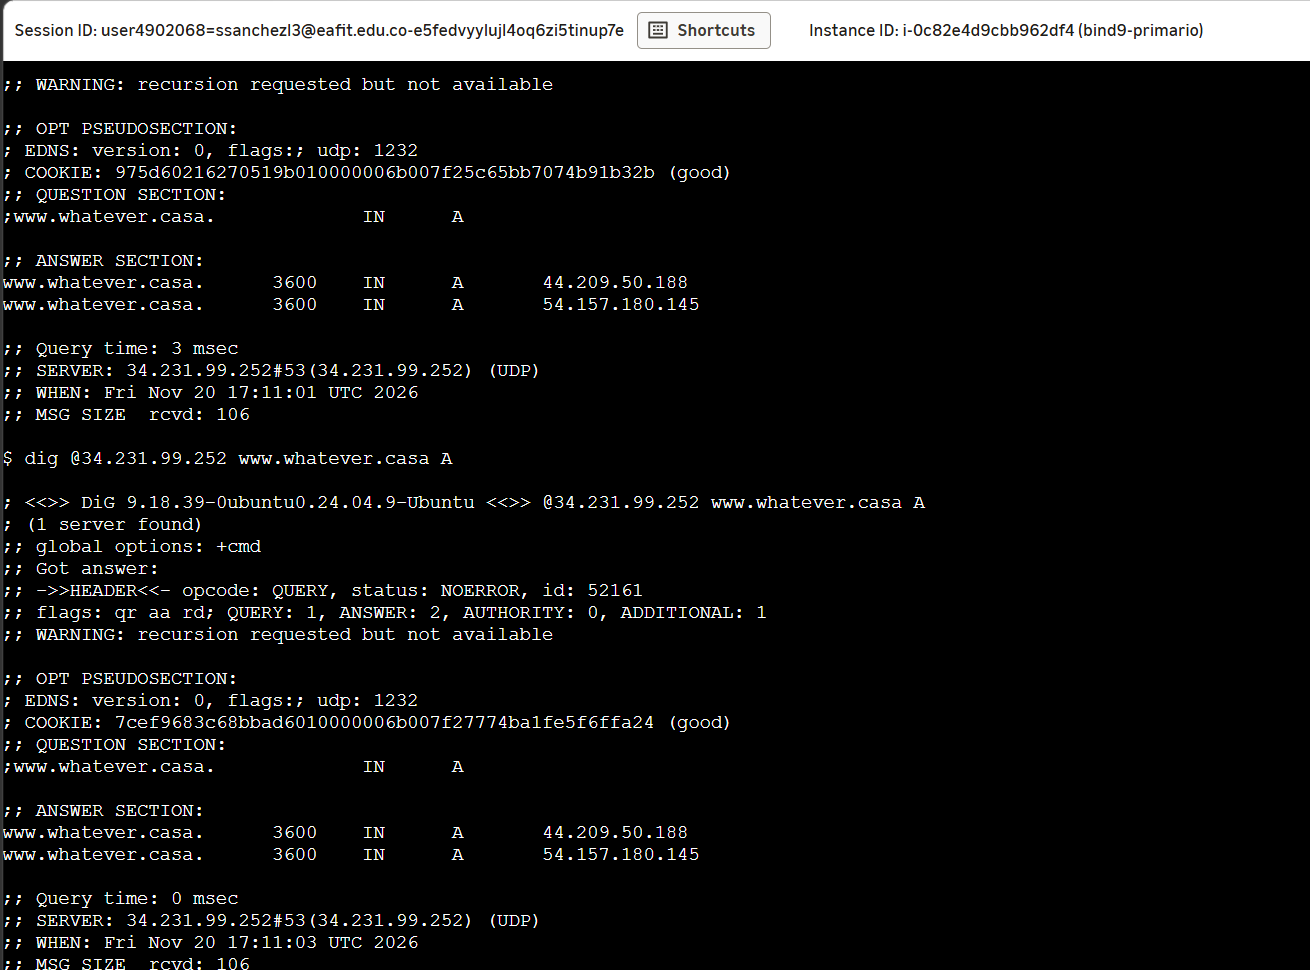 Session ID: user4902068=ssanchezl3@eafit.edu.co-e5fedvyylujl4oq6zi5tinup7e Shortcuts Instance ID: i-0c82e4d9cbb962df4 (bind9-primario)
;; WARNING: recursion requested but not available
;; OPT PSEUDOSECTION:
; EDNS: version: 0, flags:; udp: 1232
; COOKIE: 975d60216270519b010000006b007f25c65bb7074b91b32b (good)
;; QUESTION SECTION:
;www.whatever.casa. IN A
;; ANSWER SECTION:
www.whatever.casa. 3600 IN A 44.209.50.188
www.whatever.casa. 3600 IN A 54.157.180.145
;; Query time: 3 msec
;; SERVER: 34.231.99.252#53(34.231.99.252) (UDP)
;; WHEN: Fri Nov 20 17:11:01 UTC 2026
;; MSG SIZE rcvd: 106
$ dig @34.231.99.252 www.whatever.casa A
; <<>> DiG 9.18.39-0ubuntu0.24.04.9-Ubuntu <<>> @34.231.99.252 www.whatever.casa A
; (1 server found)
;; global options: +cmd
;; Got answer:
;; ->>HEADER<<- opcode: QUERY, status: NOERROR, id: 52161
;; flags: qr aa rd; QUERY: 1, ANSWER: 2, AUTHORITY: 0, ADDITIONAL: 1
;; WARNING: recursion requested but not available
;; OPT PSEUDOSECTION:
; EDNS: version: 0, flags:; udp: 1232
; COOKIE: 7cef9683c68bbad6010000006b007f27774ba1fe5f6ffa24 (good)
;; QUESTION SECTION:
;www.whatever.casa. IN A
;; ANSWER SECTION:
www.whatever.casa. 3600 IN A 44.209.50.188
www.whatever.casa. 3600 IN A 54.157.180.145
;; Query time: 0 msec
;; SERVER: 34.231.99.252#53(34.231.99.252) (UDP)
;; WHEN: Fri Nov 20 17:11:03 UTC 2026
;; MSG SIZE rcvd: 106